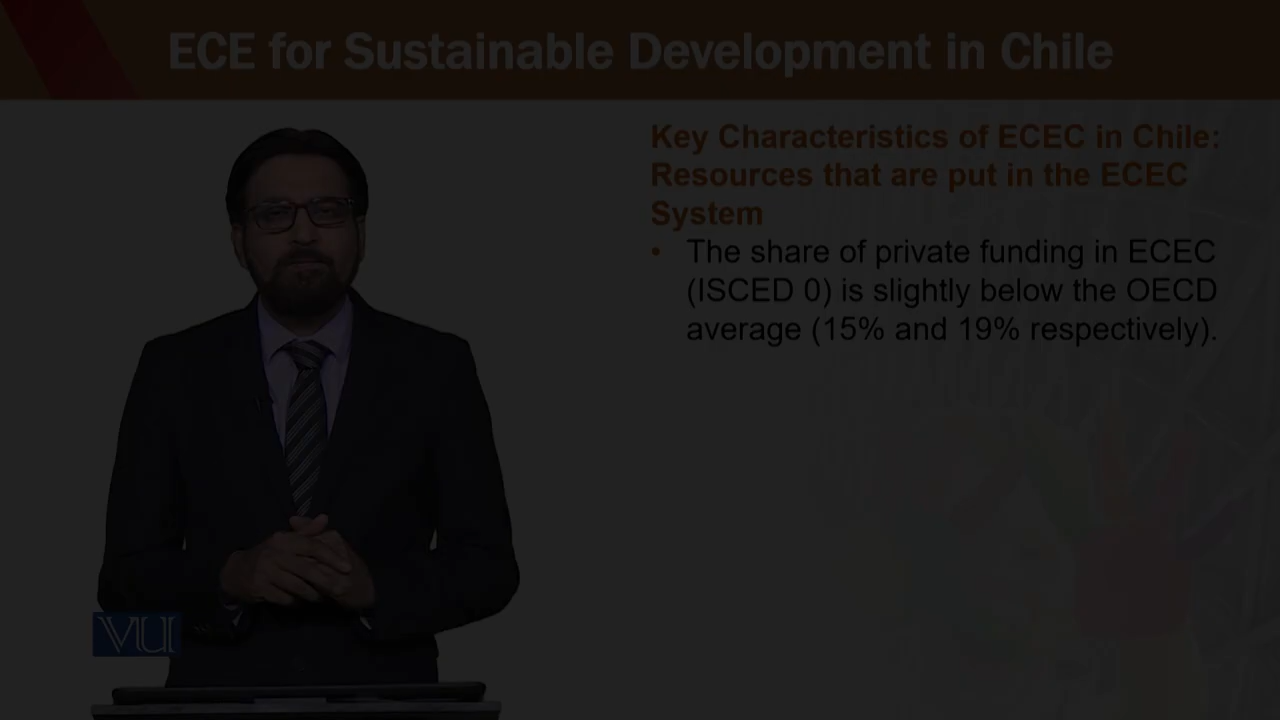 ECE for Sustainable Development in Chile
Key Characteristics of ECEC in Chile:
Resources that are put in the ECEC
System
• The share of private funding in ECEC
(ISCED 0) is slightly below the OECD
average (15% and 19% respectively).
VU